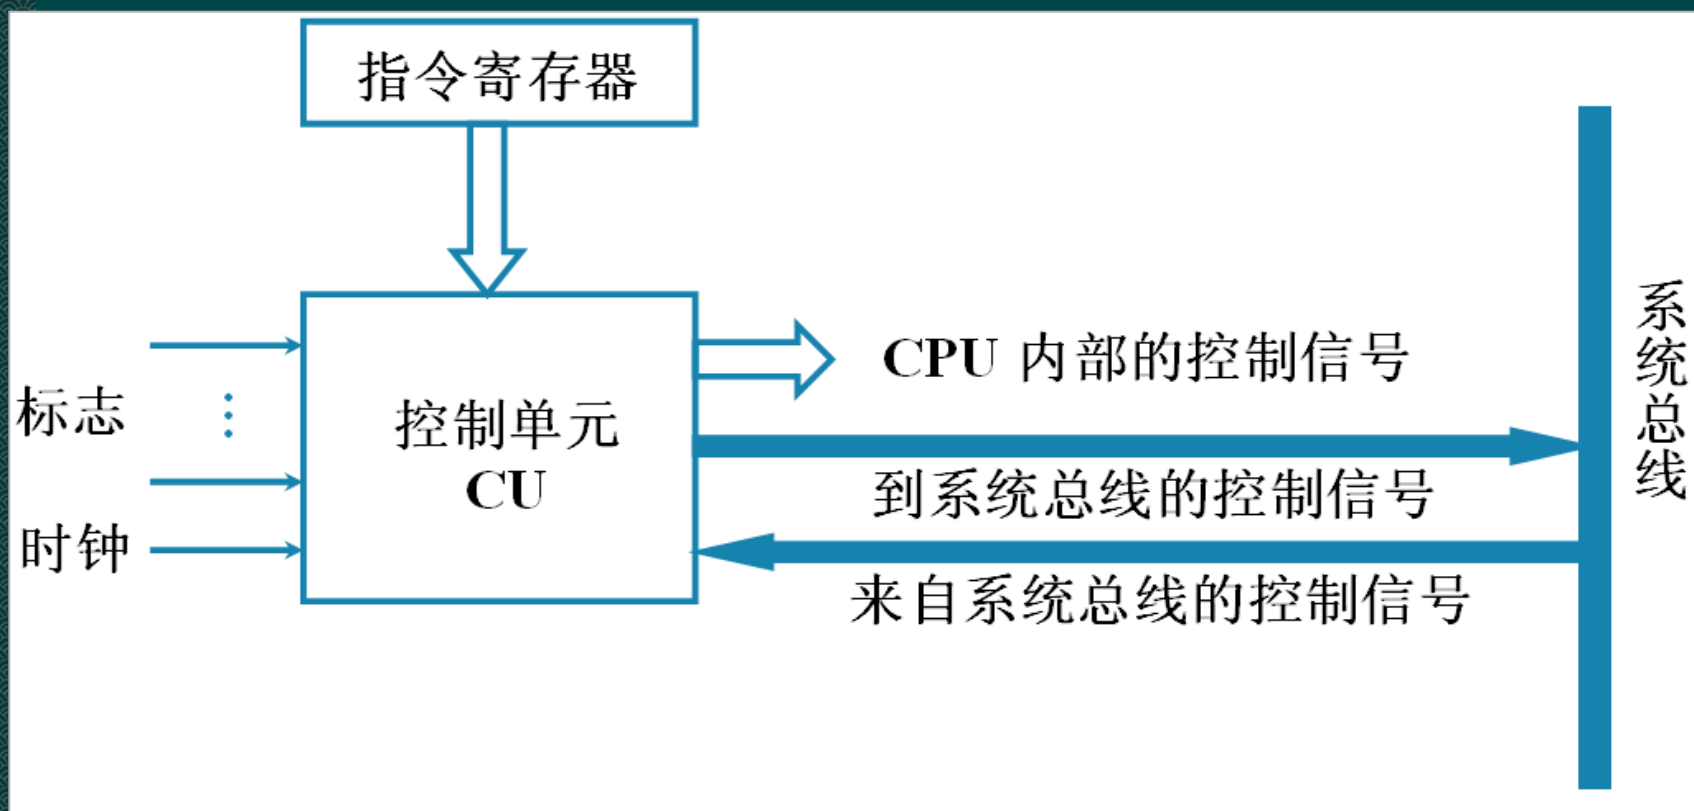 指令寄存器
标志
时钟
控制单元
CU
CPU 内部的控制信号
到系统总线的控制信号
来自系统总线的控制信号
系统总线